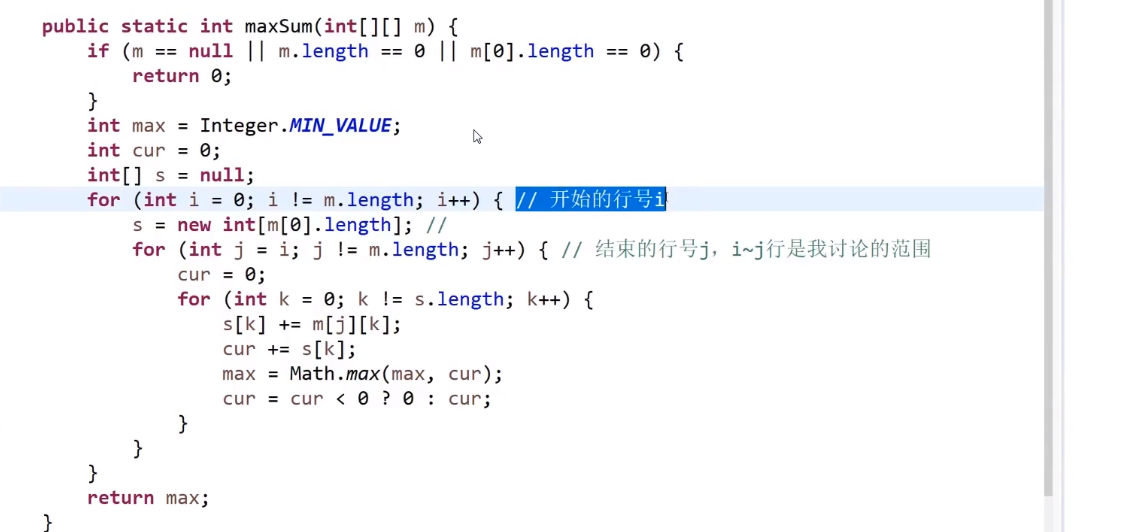 public static int maxSum(int[][] m) {
if (m == null || m.length == 0 || m[0].length == 0) {
return 0;
}
int max = Integer.MIN_VALUE;
int cur = 0;
int[] s = null;
for (int i = 0; i != m.length; i++) { // 开始的行号i
s = new int[m[0].length]; //
for (int j = i; j != m.length; j++) { // 结束的行号j，i~j行是我讨论的范围
cur = 0;
for (int k = 0; k != s.length; k++) {
s[k] += m[j][k];
cur += s[k];
max = Math.max(max, cur);
cur = cur < 0 ? 0 : cur;
}
}
}
return max;
}